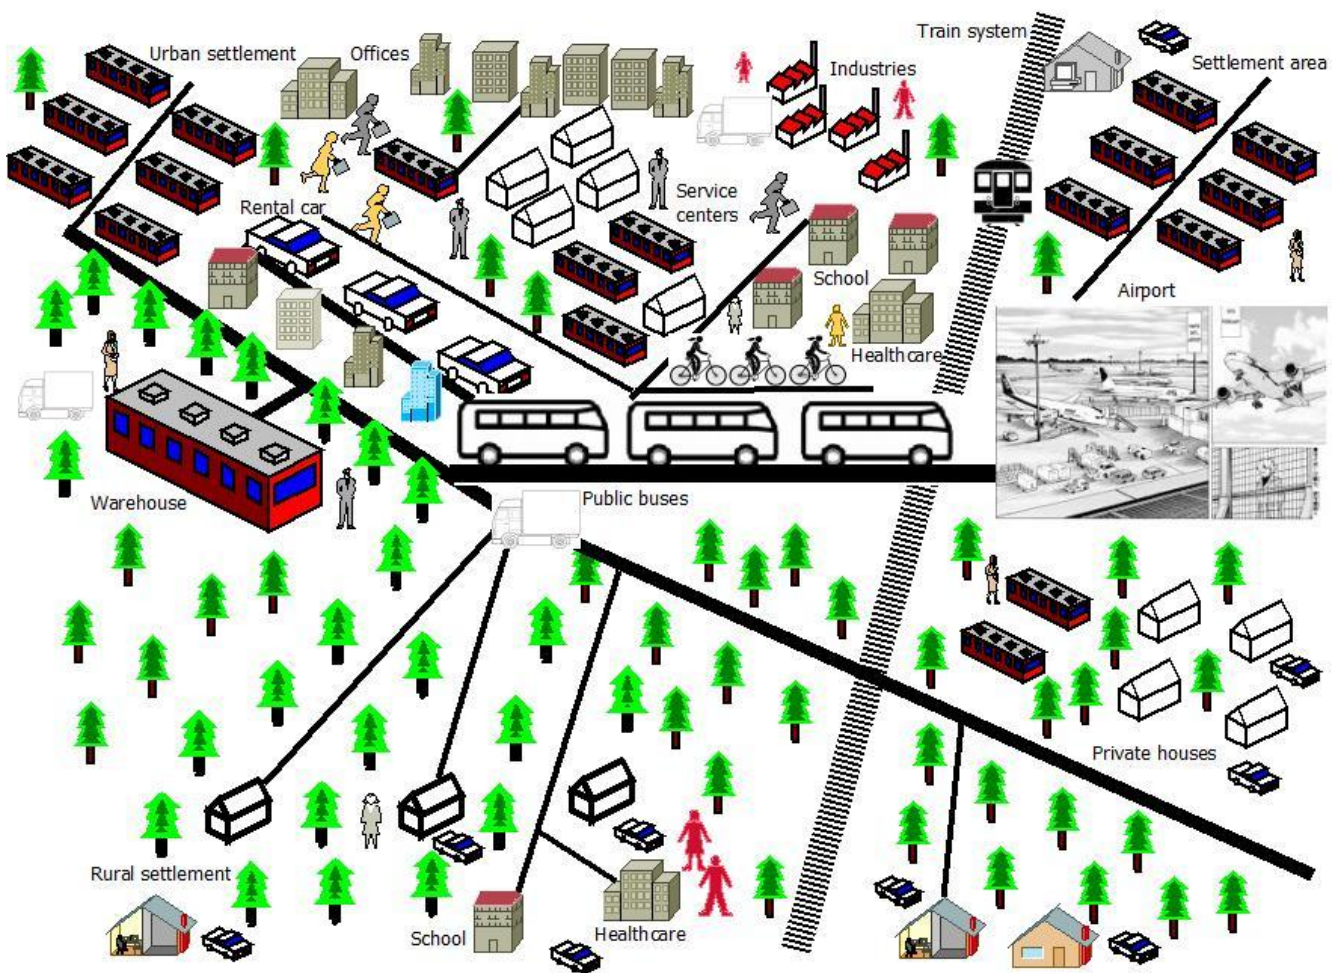 Train system
Urban settlement
Offices
Industries
Settlement area
Service
centers
Rental car
School
Airport
Healthcare
Public buses
Warehouse
Private houses
Rural settlement
School
Healthcare